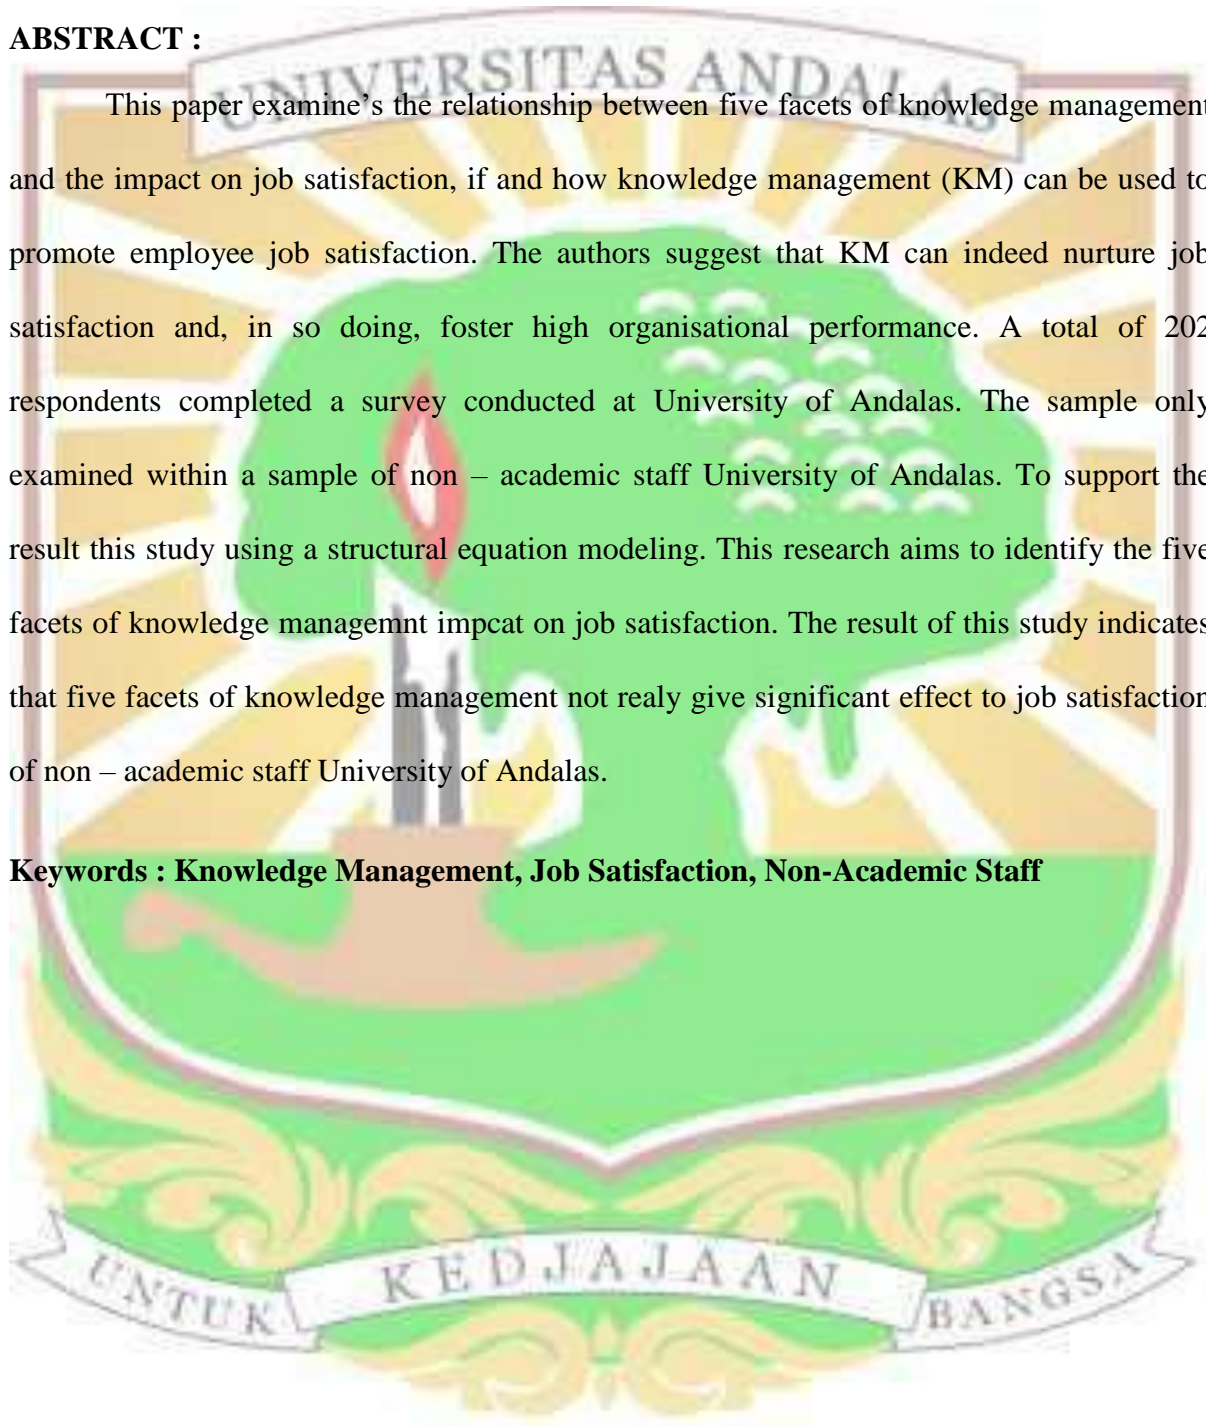 ABSTRACT :
UNIVERSITAS ANDALAS
This paper examine's the relationship between five facets of knowledge management
and the impact on job satisfaction, if and how knowledge management (KM) can be used to
promote employee job satisfaction. The authors suggest that KM can indeed nurture job
satisfaction and, in so doing, foster high organisational performance. A total of 202
respondents completed a survey conducted at University of Andalas. The sample only
examined within a sample of non – academic staff University of Andalas. To support the
result this study using a structural equation modeling. This research aims to identify the five
facets of knowledge managemnt impcat on job satisfaction. The result of this study indicates
that five facets of knowledge management not realy give significant effect to job satisfaction
of non – academic staff University of Andalas.
Keywords : Knowledge Management, Job Satisfaction, Non-Academic Staff
UNTUK KEDJAJAAN BANGSA